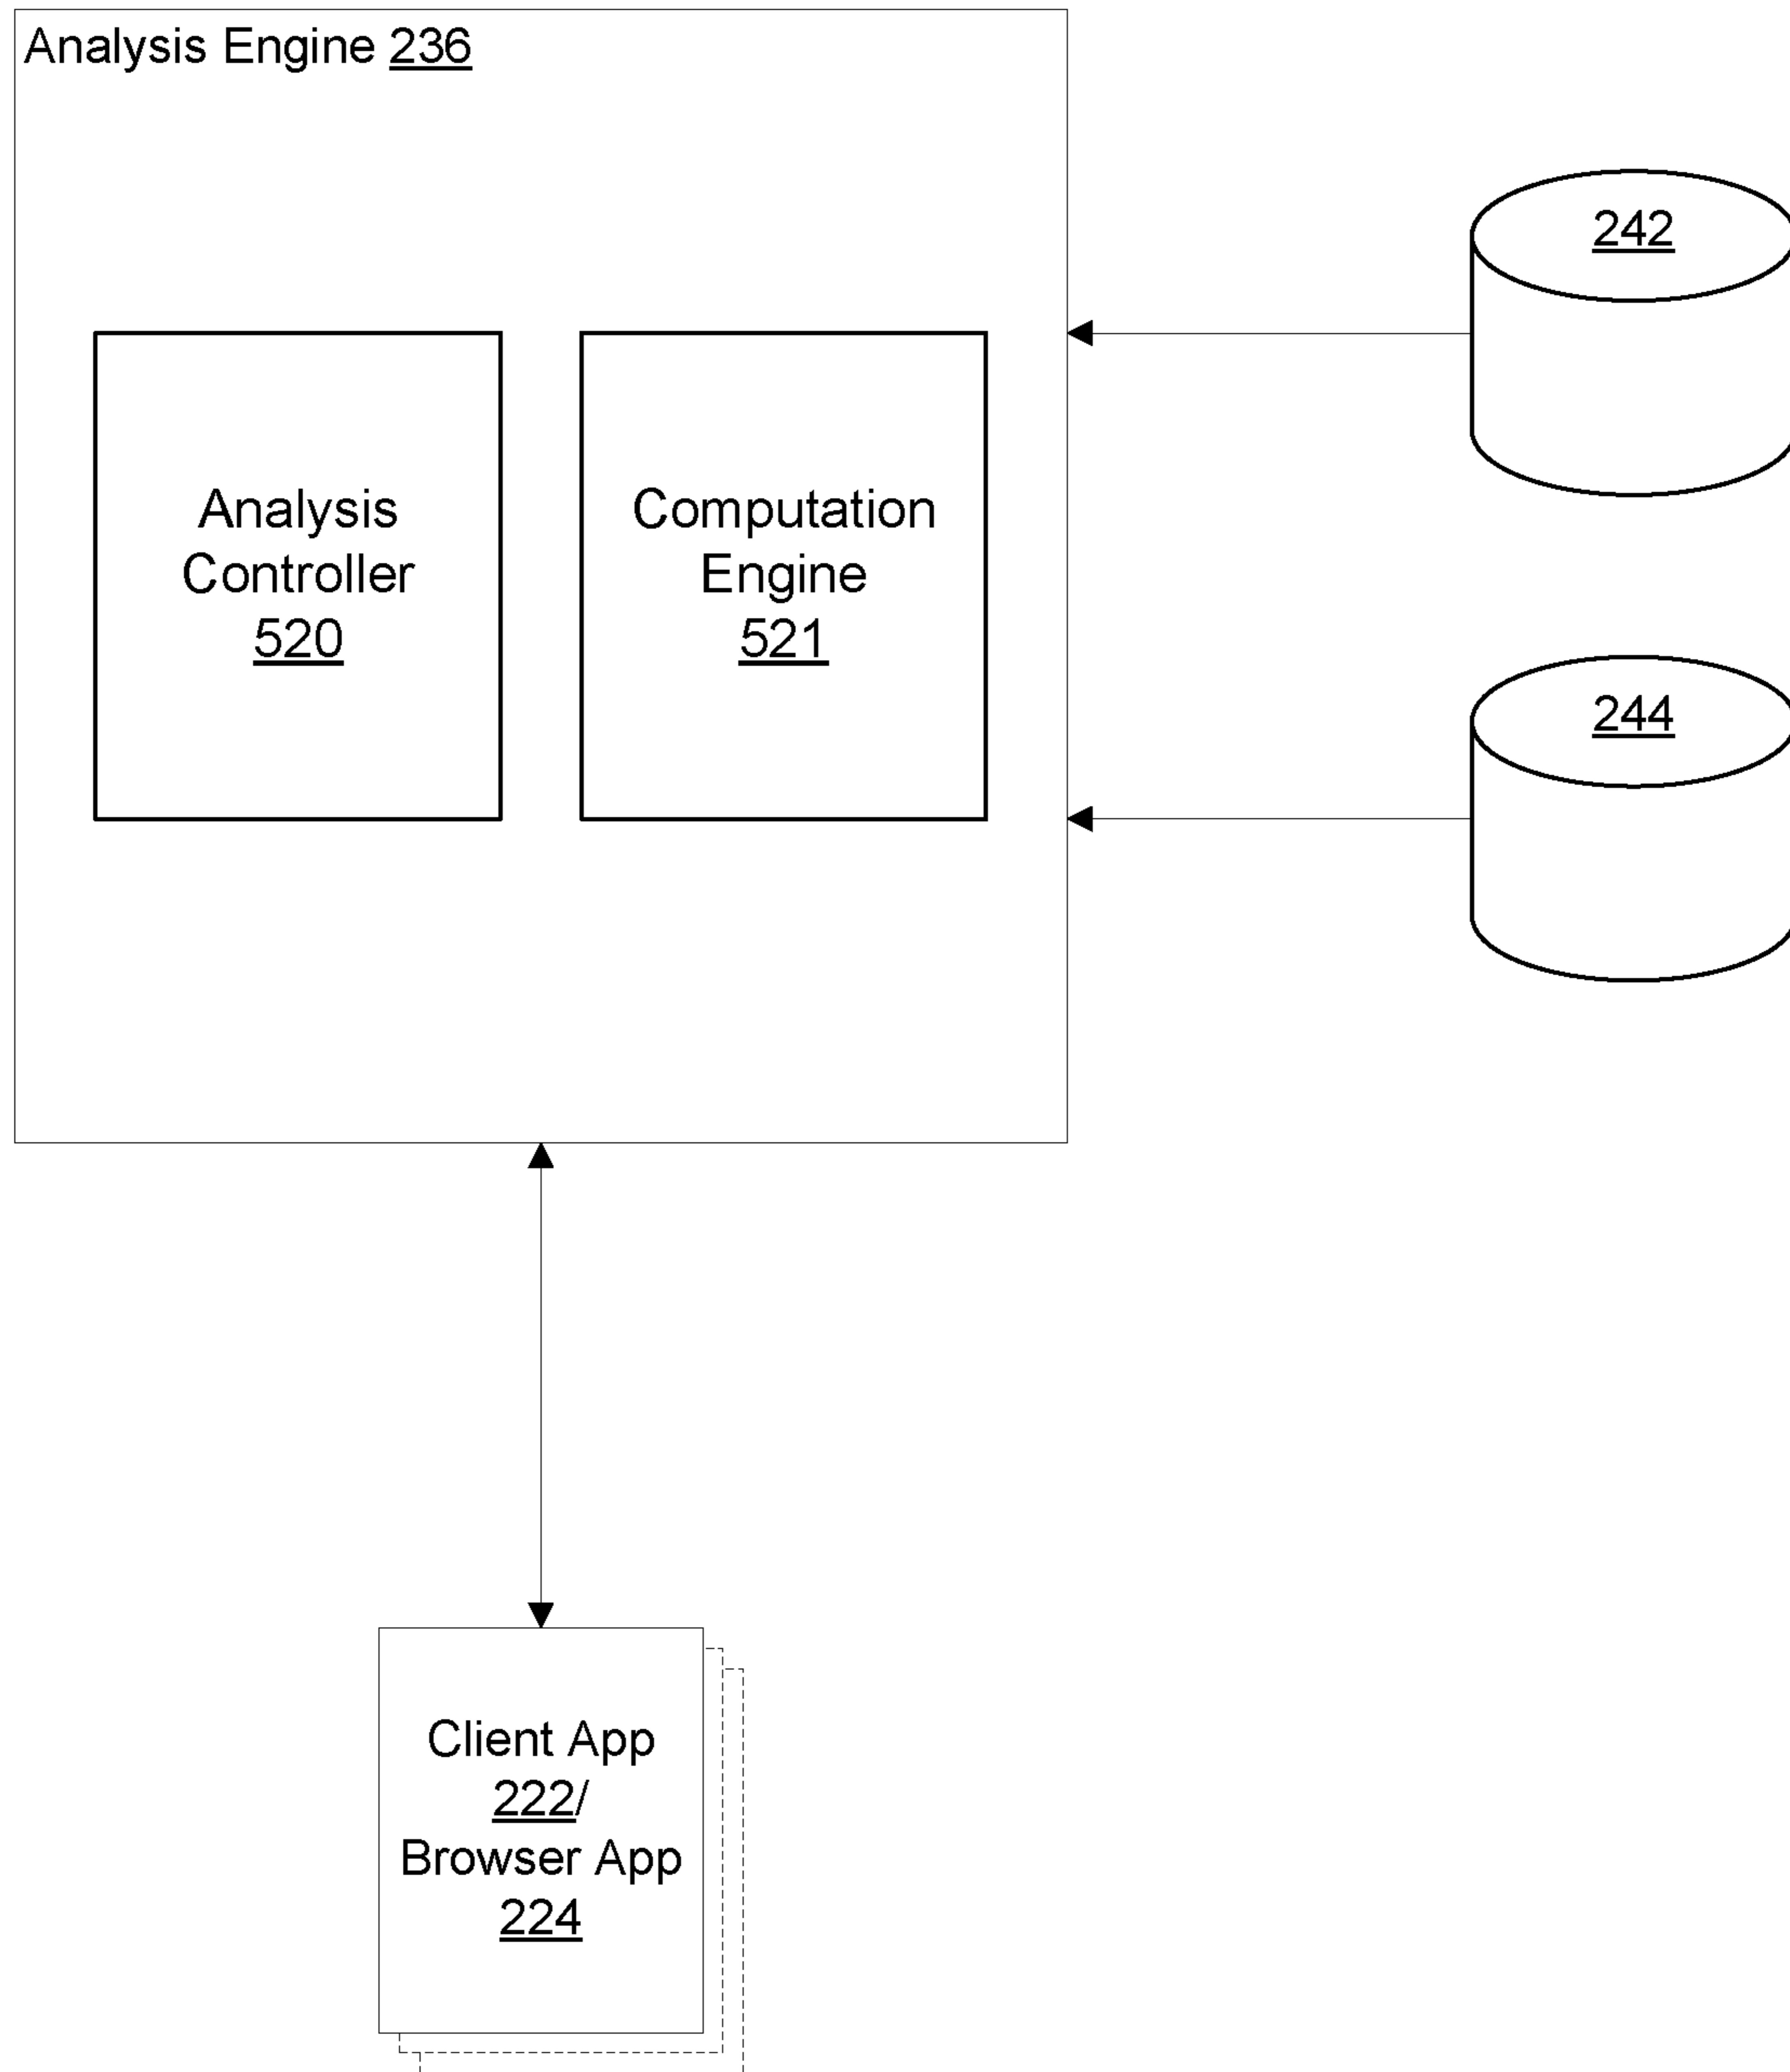 Analysis Engine 236
242
Analysis
Controller
520
Computation
Engine
521
244
Client App
222/
Browser App
224